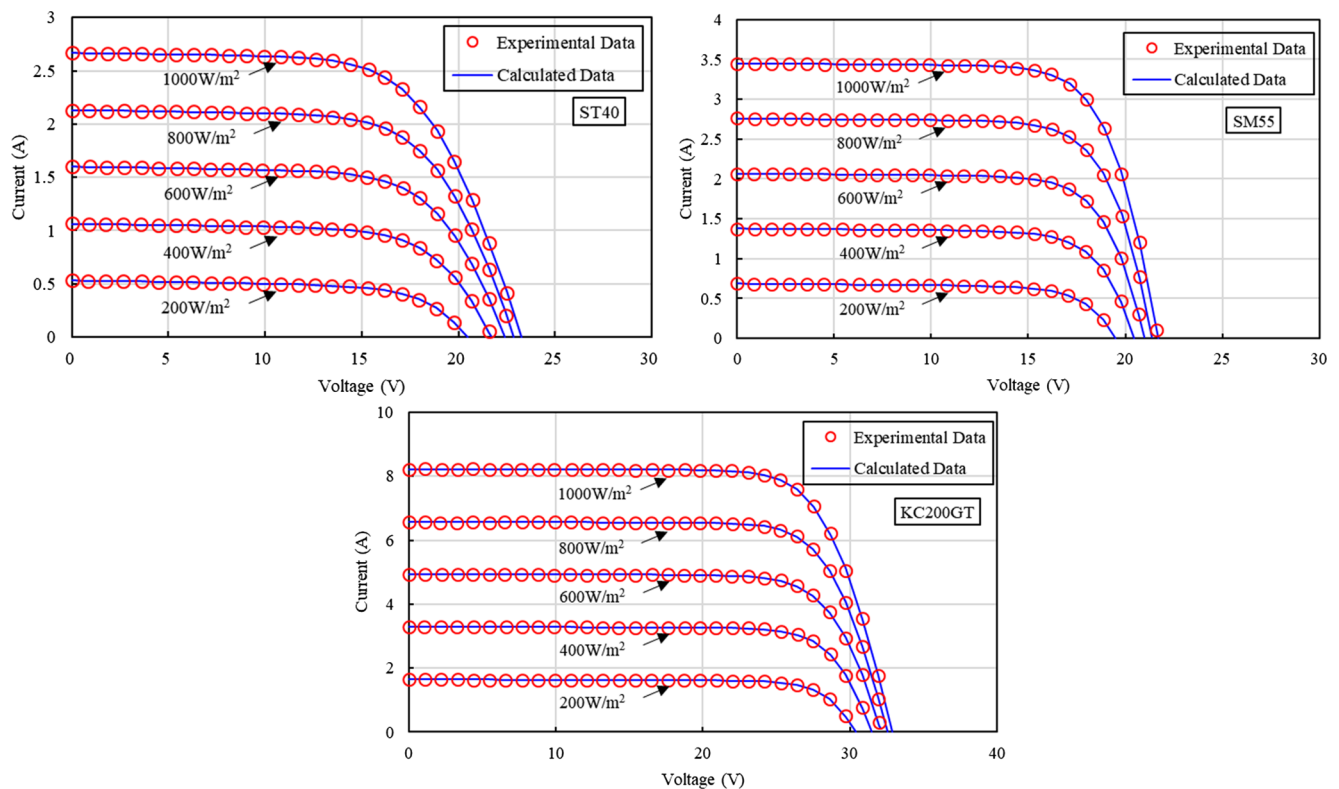 3
2.5
2
1.5
1
0.5
0
0
5
10
15
20
25
30
Current (A)
Voltage (V)
Experimental Data
Calculated Data
ST40
1000W/m²
800W/m²
600W/m²
400W/m²
200W/m²
4
3.5
3
2.5
2
1.5
1
0.5
0
0
5
10
15
20
25
30
Current (A)
Voltage (V)
Experimental Data
Calculated Data
SM55
1000W/m²
800W/m²
600W/m²
400W/m²
200W/m²
10
8
6
4
2
0
0
10
20
30
40
Current (A)
Voltage (V)
Experimental Data
Calculated Data
KC200GT
1000W/m²
800W/m²
600W/m²
400W/m²
200W/m²